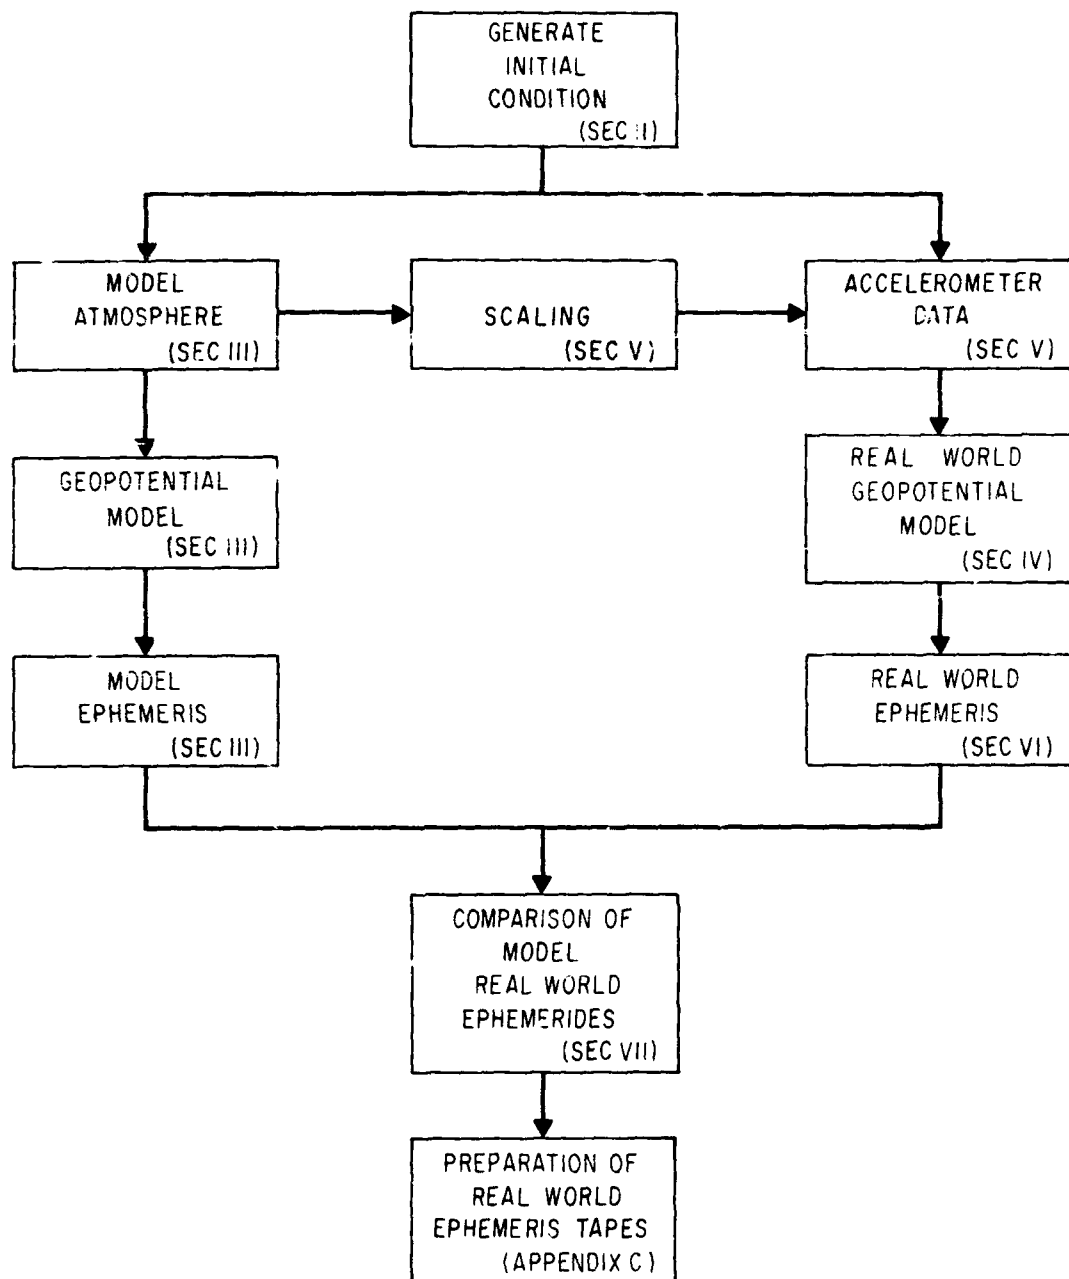 GENERATE
INITIAL
CONDITION
(SEC II)
MODEL
ATMOSPHERE
(SEC III)
SCALING
(SEC V)
ACCELEROMETER
DATA
(SEC V)
GEOPOTENTIAL
MODEL
(SEC III)
REAL WORLD
GEOPOTENTIAL
MODEL
(SEC IV)
MODEL
EPHEMERIS
(SEC III)
REAL WORLD
EPHEMERIS
(SEC VI)
COMPARISON OF
MODEL
REAL WORLD
EPHEMERIDES
(SEC VII)
PREPARATION OF
REAL WORLD
EPHEMERIS TAPES
(APPENDIX C)